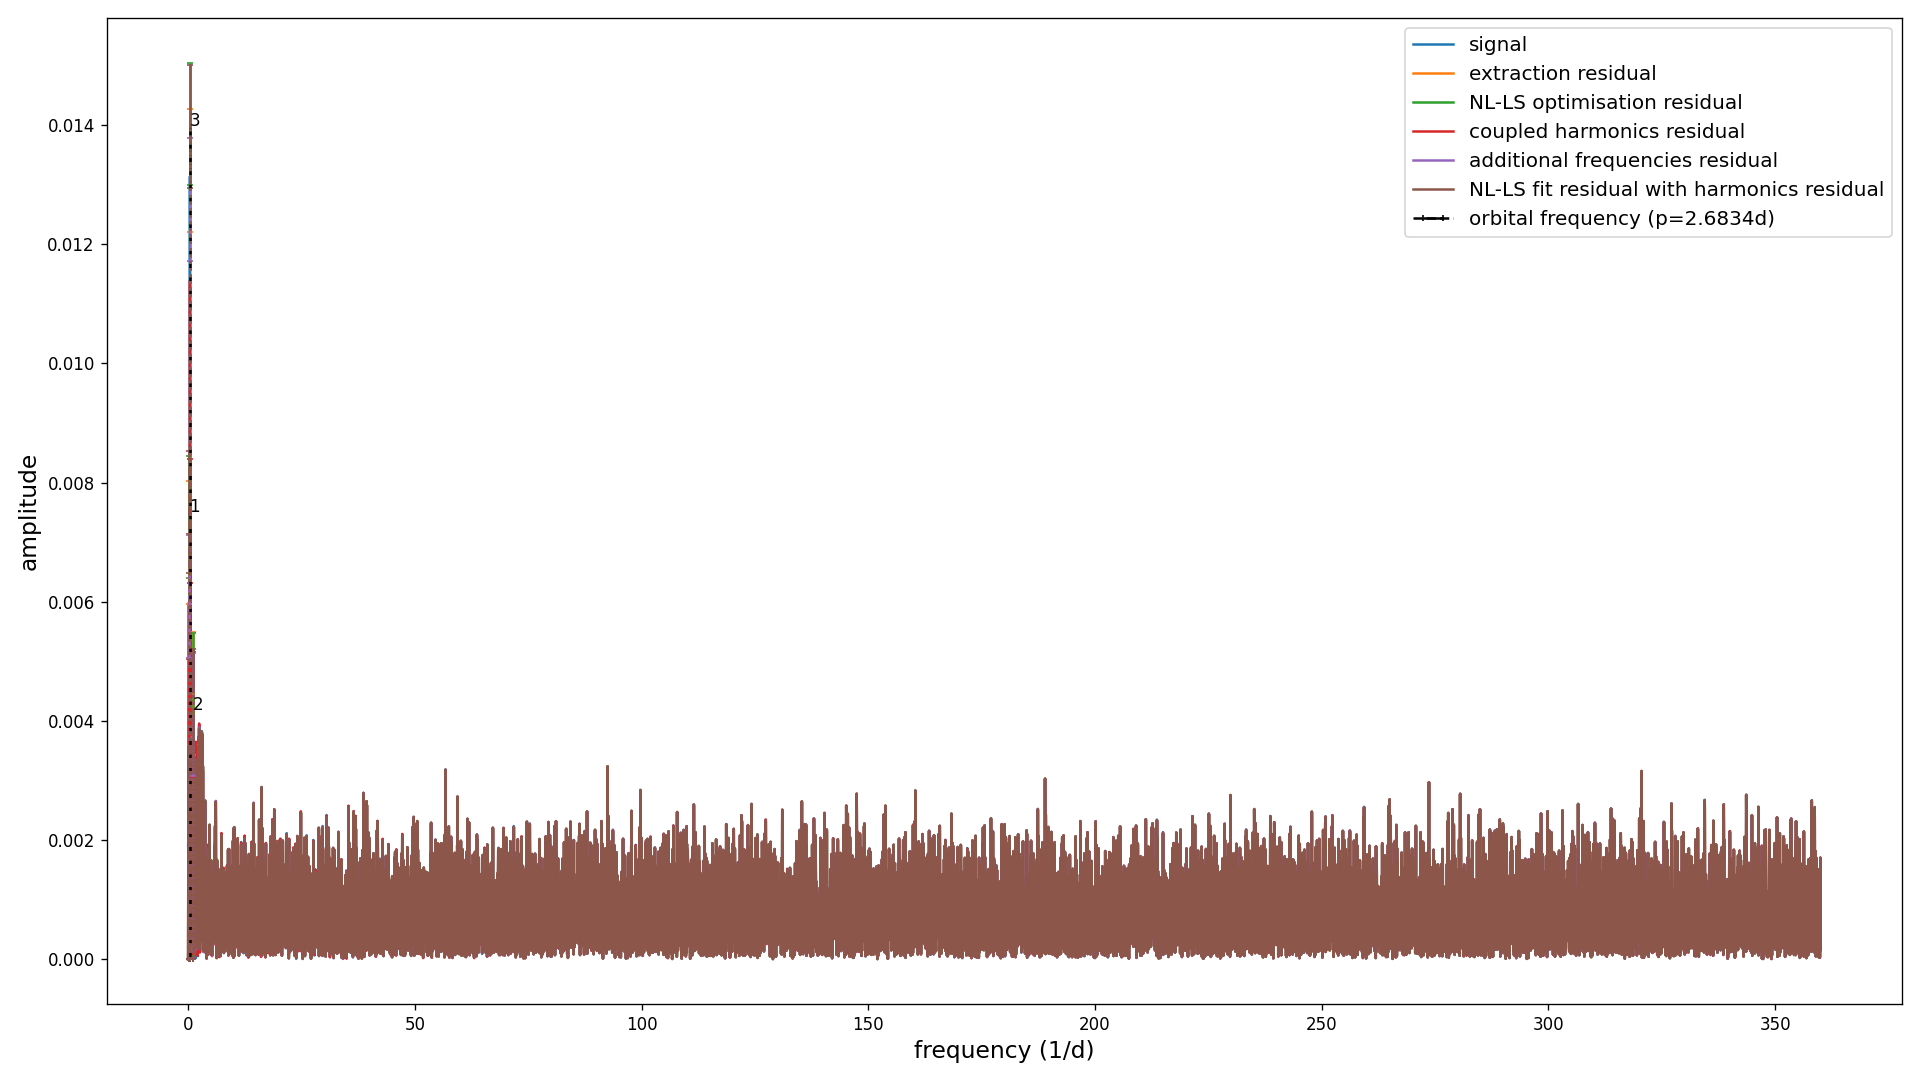 signal
extraction residual
NL-LS optimisation residual
coupled harmonics residual
additional frequencies residual
NL-LS fit residual with harmonics residual
orbital frequency (p=2.6834d)
amplitude
0.014
0.012
0.010
0.008
0.006
0.004
0.002
0.000
3
1
2
0 50 100 150 200 250 300 350
frequency (1/d)